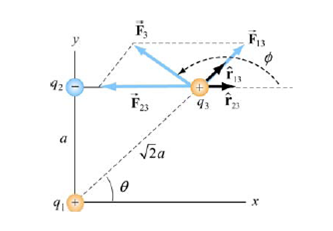 y
F⃗₃
F⃗₁₃
ϕ
r̂₁₃
q₂
−
+
F⃗₂₃
q₃
r̂₂₃
a
√2a
θ
q₁
+
x